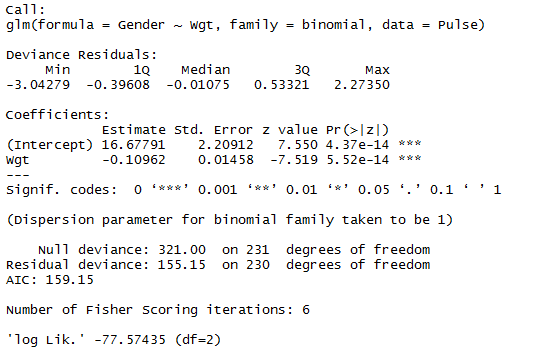 Call:
glm(formula = Gender ~ Wgt, family = binomial, data = Pulse)
Deviance Residuals:
Min 1Q Median 3Q Max
-3.04279 -0.39608 -0.01075 0.53321 2.27350
Coefficients:
Estimate Std. Error z value Pr(>|z|)
(Intercept) 16.67791 2.20912 7.550 4.37e-14 ***
Wgt -0.10962 0.01458 -7.519 5.52e-14 ***
---
Signif. codes: 0 ‘***’ 0.001 ‘**’ 0.01 ‘*’ 0.05 ‘.’ 0.1 ‘ ’ 1
(Dispersion parameter for binomial family taken to be 1)
Null deviance: 321.00 on 231 degrees of freedom
Residual deviance: 155.15 on 230 degrees of freedom
AIC: 159.15
Number of Fisher Scoring iterations: 6
'log Lik.' -77.57435 (df=2)